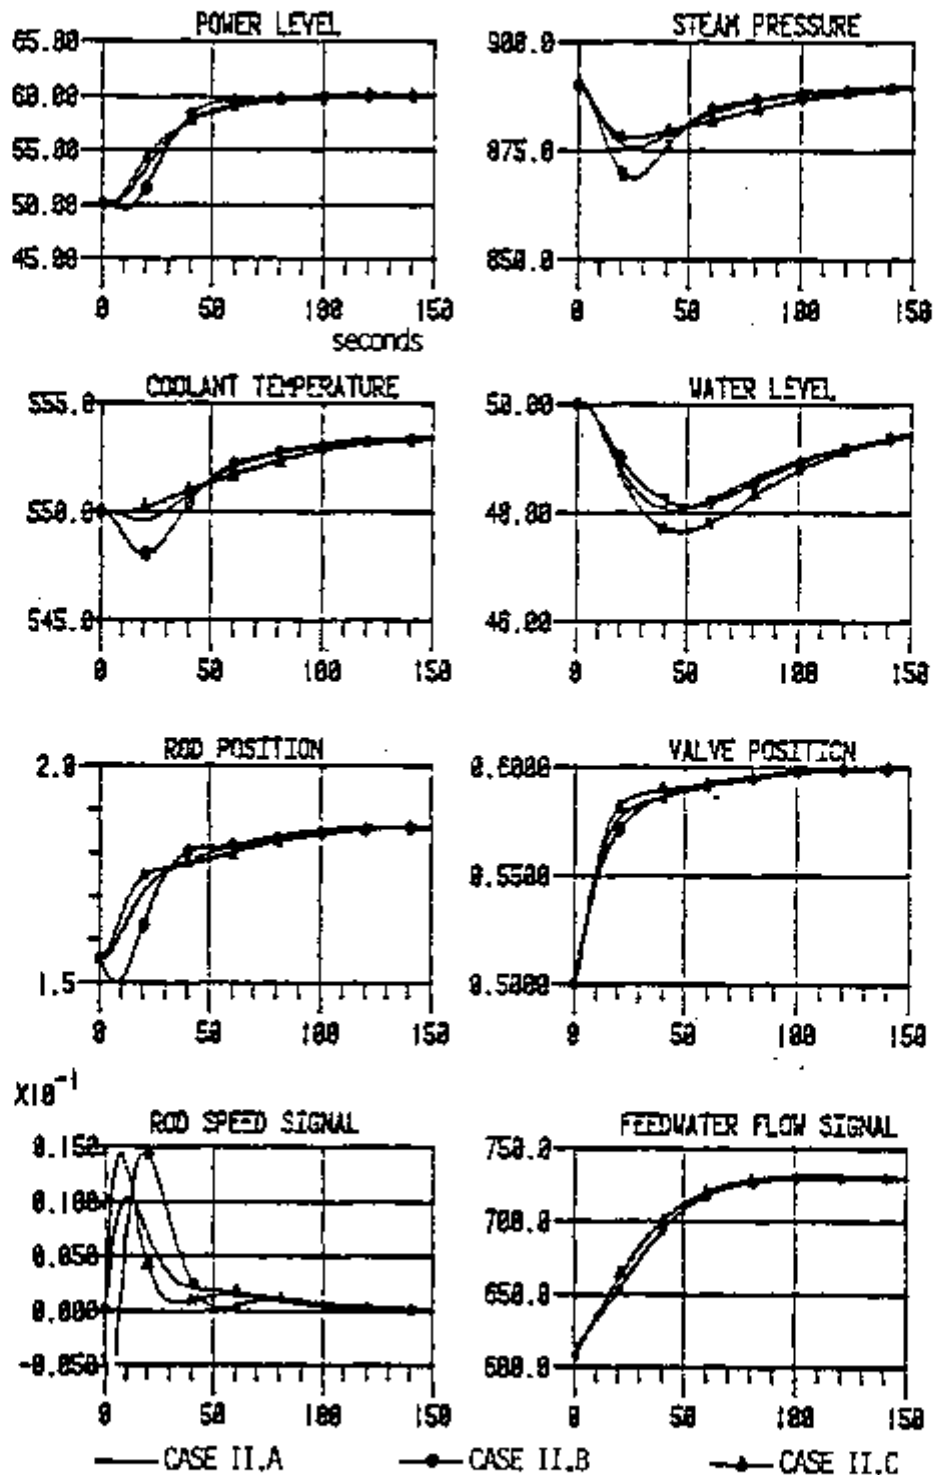 POWER LEVEL
65.00
60.00
55.00
50.00
45.00
0 50 100 150
seconds
STEAM PRESSURE
900.0
875.0
850.0
0 50 100 150
COOLANT TEMPERATURE
555.0
550.0
545.0
0 50 100 150
WATER LEVEL
50.00
48.00
46.00
0 50 100 150
ROD POSITION
2.0
1.5
0 50 100 150
VALVE POSITION
0.6000
0.5500
0.5000
0 50 100 150
X10-1
ROD SPEED SIGNAL
0.150
0.100
0.050
0.000
-0.050
0 50 100 150
FEEDWATER FLOW SIGNAL
750.0
700.0
650.0
600.0
0 50 100 150
CASE II.A CASE II.B CASE II.C